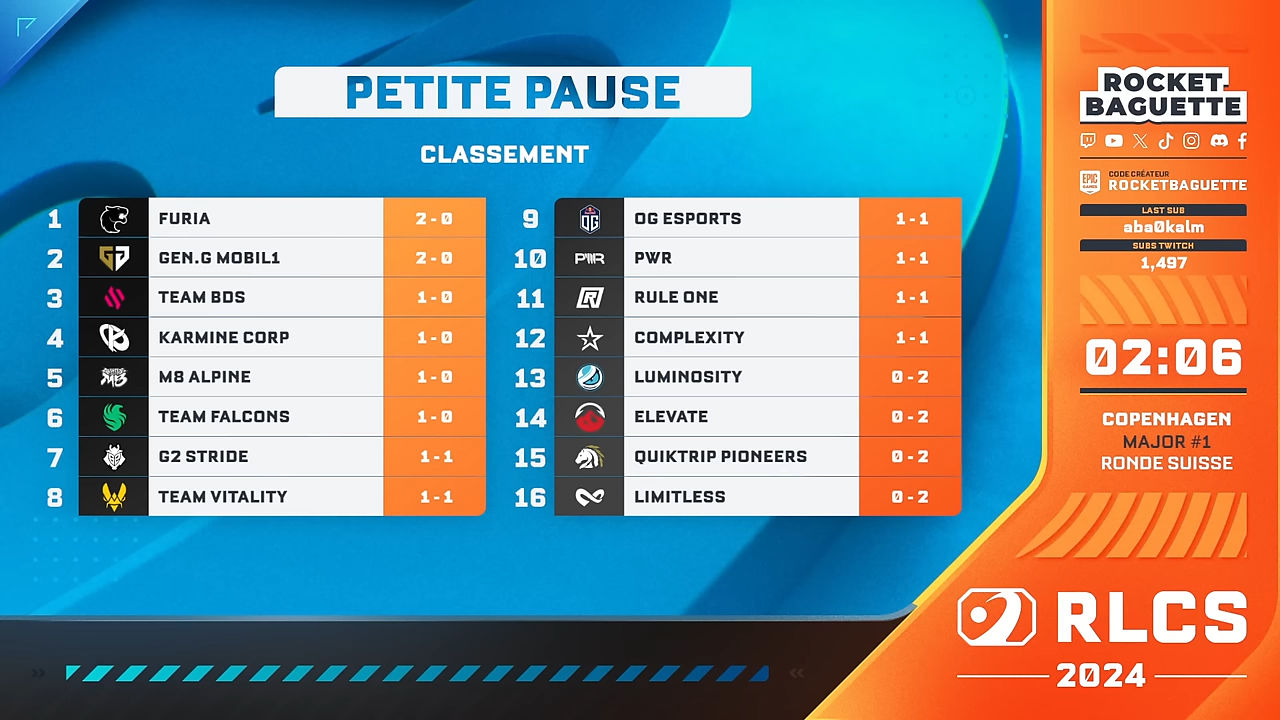 PETITE PAUSE
CLASSEMENT
1 FURIA 2 - 0
2 GEN.G MOBIL1 2 - 0
3 TEAM BDS 1 - 0
4 KARMINE CORP 1 - 0
5 M8 ALPINE 1 - 0
6 TEAM FALCONS 1 - 0
7 G2 STRIDE 1 - 1
8 TEAM VITALITY 1 - 1
9 OG OG ESPORTS 1 - 1
10 PWR PWR 1 - 1
11 RULE ONE 1 - 1
12 COMPLEXITY 1 - 1
13 LUMINOSITY 0 - 2
14 ELEVATE 0 - 2
15 QUIKTRIP PIONEERS 0 - 2
16 LIMITLESS 0 - 2
ROCKET-
BAGUETTE
EPIC GAMES
CODE CRÉATEUR
ROCKETBAGUETTE
LAST SUB
aba0kalm
SUBS TWITCH
1,497
02:06
COPENHAGEN
MAJOR #1
RONDE SUISSE
RLCS
2024